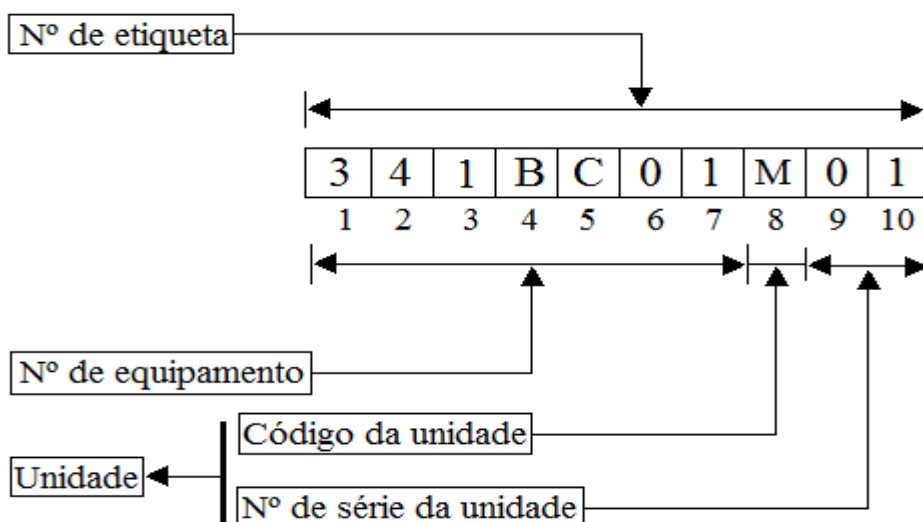 Nº de etiqueta
3 4 1 B C 0 1 M 0 1
1 2 3 4 5 6 7 8 9 10
Nº de equipamento
Código da unidade
Unidade
Nº de série da unidade